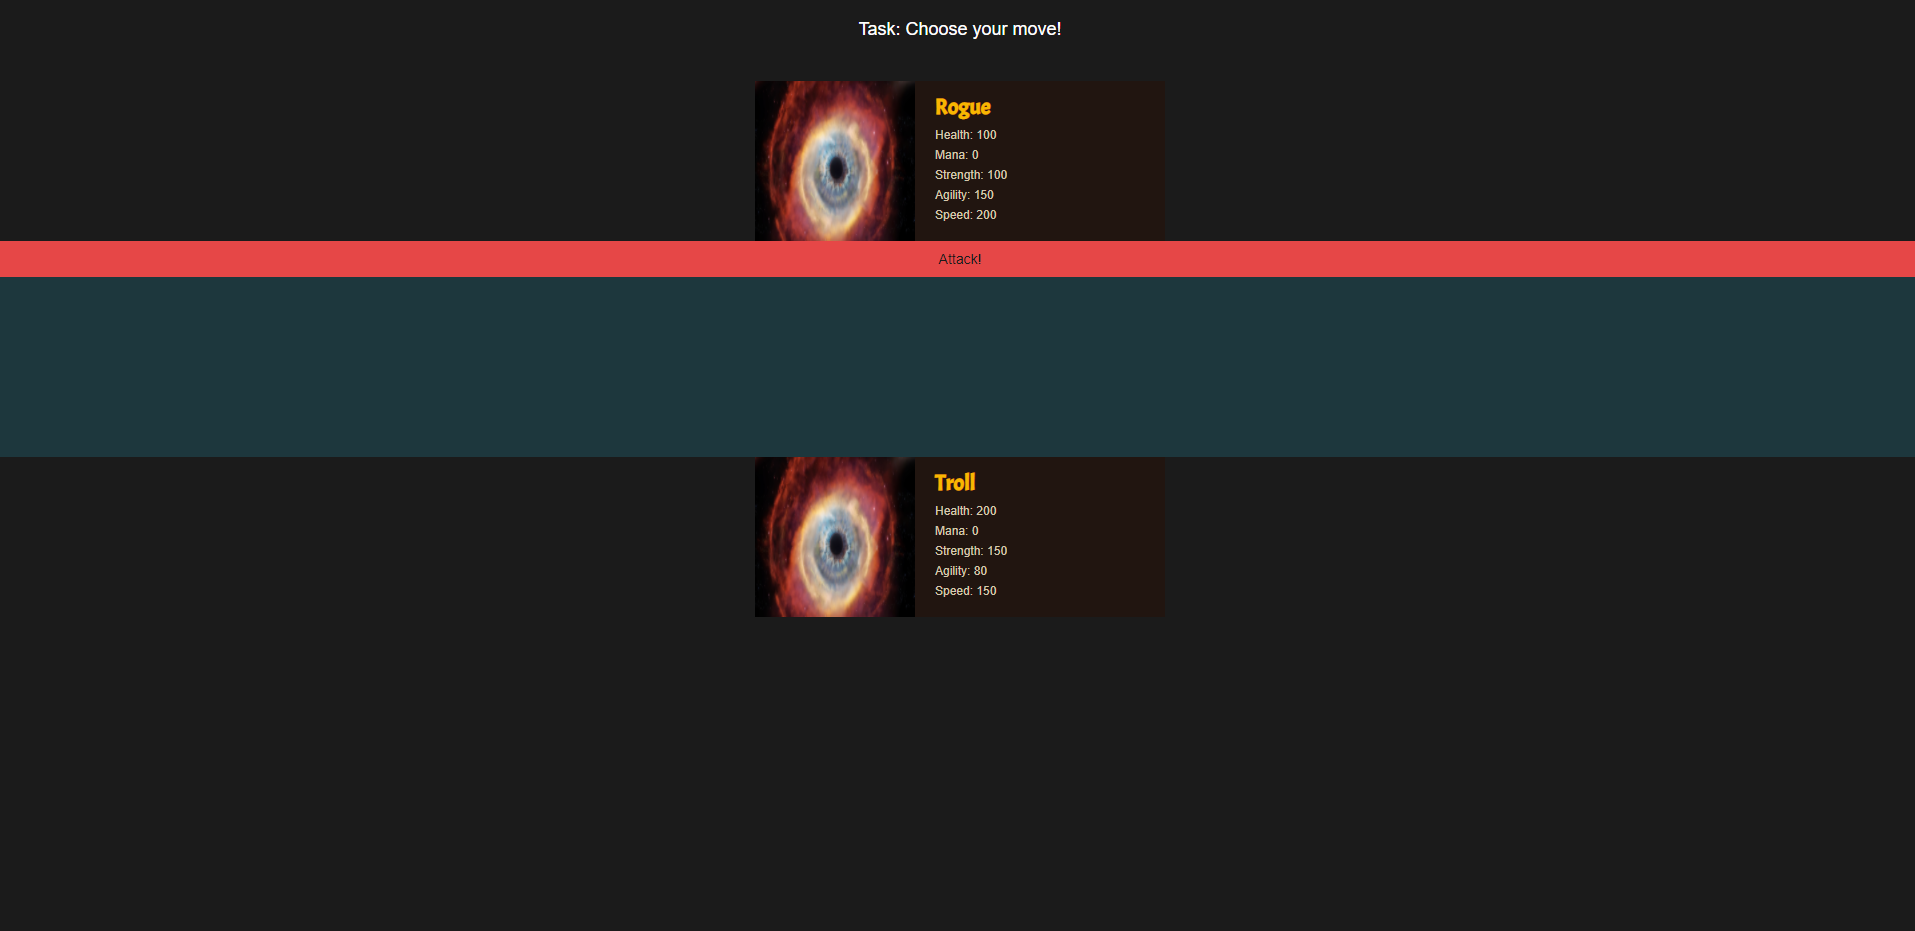 Task: Choose your move!
Rogue
Health: 100
Mana: 0
Strength: 100
Agility: 150
Speed: 200
Attack!
Troll
Health: 200
Mana: 0
Strength: 150
Agility: 80
Speed: 150